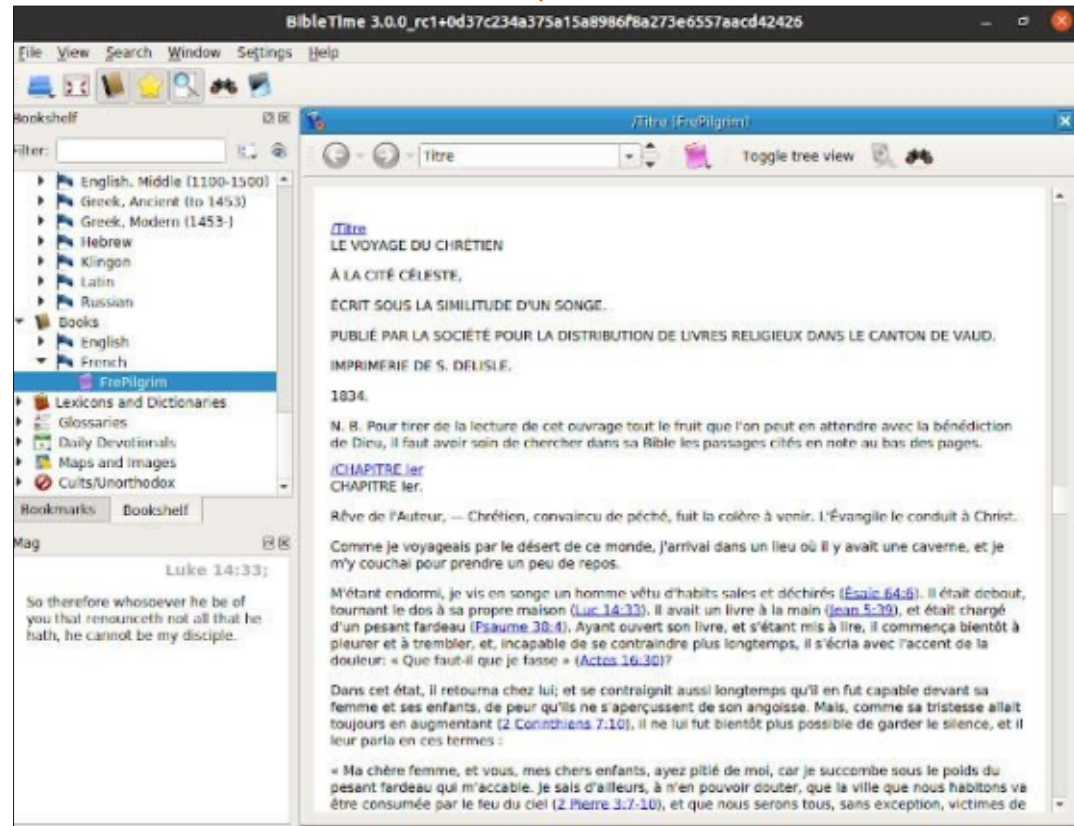 BibleTime 3.0.0_rc1+0d37c234a375a15a8986f8a273e6557aacd42426
File View Search Window Settings Help
Bookshelf
Filter:
English, Middle (1100-1500)
Greek, Ancient (to 1453)
Greek, Modern (1453-)
Hebrew
Klingon
Latin
Russian
Books
English
French
FrePilgrim
Lexicons and Dictionaries
Glossaries
Daily Devotionals
Maps and Images
Cults/Unorthodox
Bookmarks Bookshelf
Mag
Luke 14:33;
So therefore whosoever he be of
you that renounceth not all that he
hath, he cannot be my disciple.
/Titre (FrePilgrim)
Titre Toggle tree view
/Titre
LE VOYAGE DU CHRÉTIEN
À LA CITÉ CÉLESTE,
ÉCRIT SOUS LA SIMILITUDE D'UN SONGE.
PUBLIÉ PAR LA SOCIÉTÉ POUR LA DISTRIBUTION DE LIVRES RELIGIEUX DANS LE CANTON DE VAUD.
IMPRIMERIE DE S. DELISLE.
1834.
N. B. Pour tirer de la lecture de cet ouvrage tout le fruit que l'on peut en attendre avec la bénédiction
de Dieu, il faut avoir soin de chercher dans sa Bible les passages cités en note au bas des pages.
/CHAPITRE Ier
CHAPITRE Ier.
Rêve de l'Auteur, — Chrétien, convaincu de péché, fuit la colère à venir. L'Évangile le conduit à Christ.
Comme je voyageais par le désert de ce monde, j'arrivai dans un lieu où il y avait une caverne, et je
m'y couchai pour prendre un peu de repos.
M'étant endormi, je vis en songe un homme vêtu d'habits sales et déchirés (Ésaïe 64:6). Il était debout,
tournant le dos à sa propre maison (Luc 14:33). Il avait un livre à la main (Jean 5:39), et était chargé
d'un pesant fardeau (Psaume 38:4). Ayant ouvert son livre, et s'étant mis à lire, il commença bientôt à
pleurer et à trembler, et, incapable de se contraindre plus longtemps, il s'écria avec l'accent de la
douleur: « Que faut-il que je fasse » (Actes 16:30)?
Dans cet état, il retourna chez lui; et se contraignit aussi longtemps qu'il en fut capable devant sa
femme et ses enfants, de peur qu'ils ne s'aperçussent de son angoisse. Mais, comme sa tristesse allait
toujours en augmentant (2 Corinthiens 7:10), il ne lui fut bientôt plus possible de garder le silence, et il
leur parla en ces termes :
« Ma chère femme, et vous, mes chers enfants, ayez pitié de moi, car je succombe sous le poids du
pesant fardeau qui m'accable. Je sais d'ailleurs, à n'en pouvoir douter, que la ville que nous habitons va
être consumée par le feu du ciel (2 Pierre 3:7-10), et que nous serons tous, sans exception, victimes de